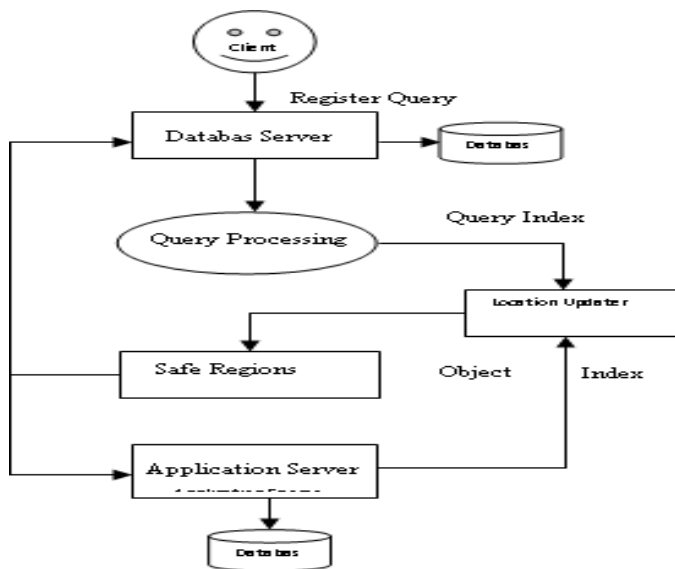 Client
Register Query
Databas Server
Databas
Query Processing
Query Index
Location Updater
Safe Regions
Object Index
Application Server
Databas